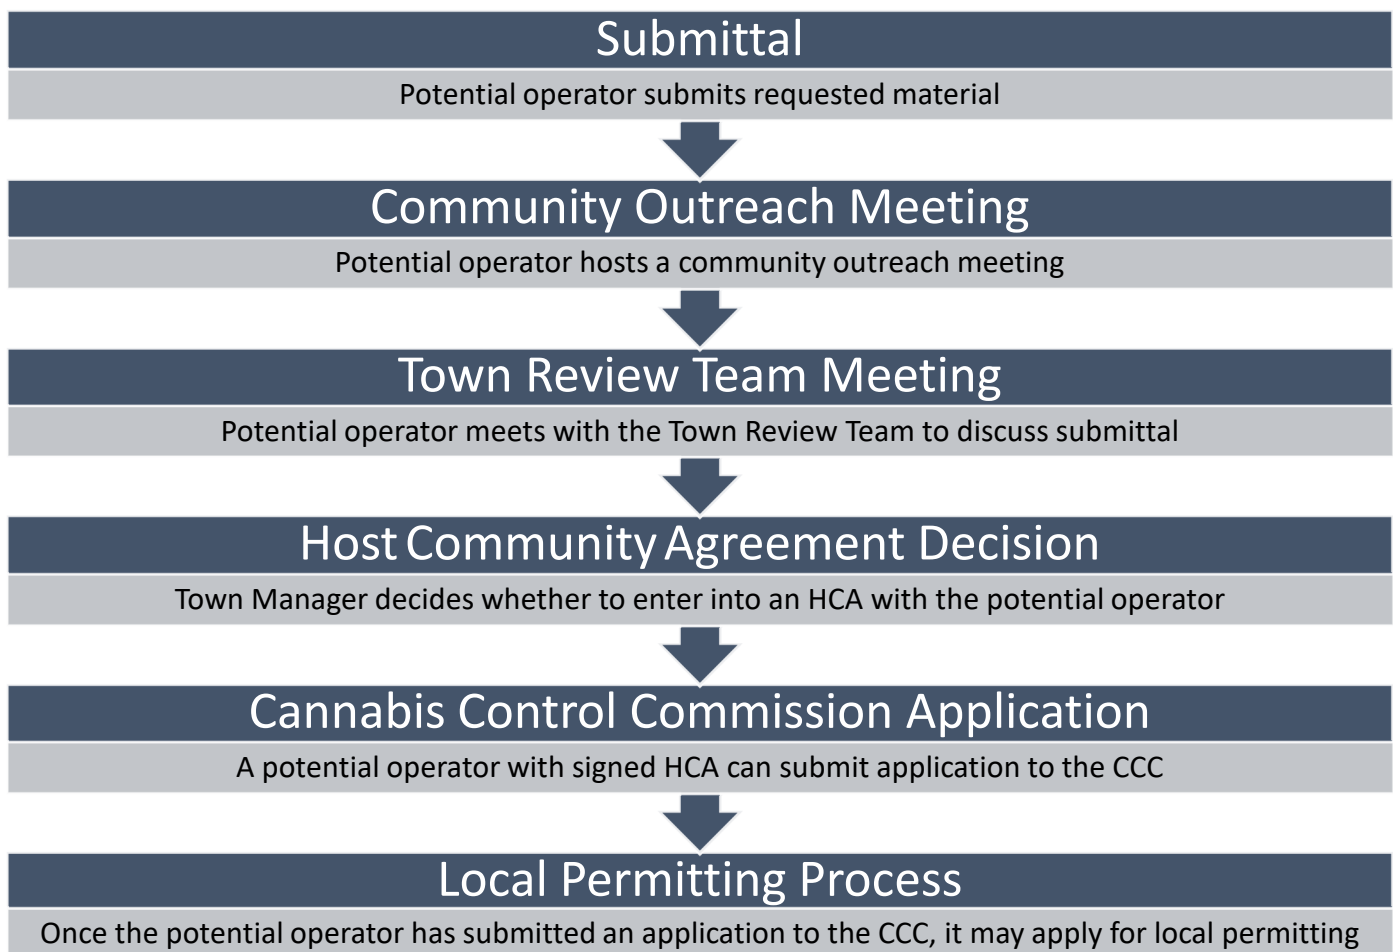 Submittal
Potential operator submits requested material
Community Outreach Meeting
Potential operator hosts a community outreach meeting
Town Review Team Meeting
Potential operator meets with the Town Review Team to discuss submittal
Host Community Agreement Decision
Town Manager decides whether to enter into an HCA with the potential operator
Cannabis Control Commission Application
A potential operator with signed HCA can submit application to the CCC
Local Permitting Process
Once the potential operator has submitted an application to the CCC, it may apply for local permitting